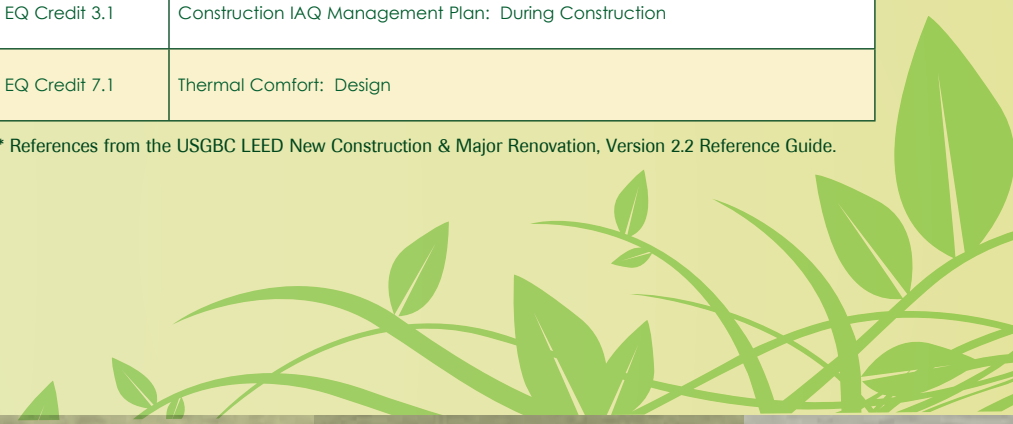 EQ Credit 3.1 Construction IAQ Management Plan: During Construction
EQ Credit 7.1 Thermal Comfort: Design
* References from the USGBC LEED New Construction & Major Renovation, Version 2.2 Reference Guide.